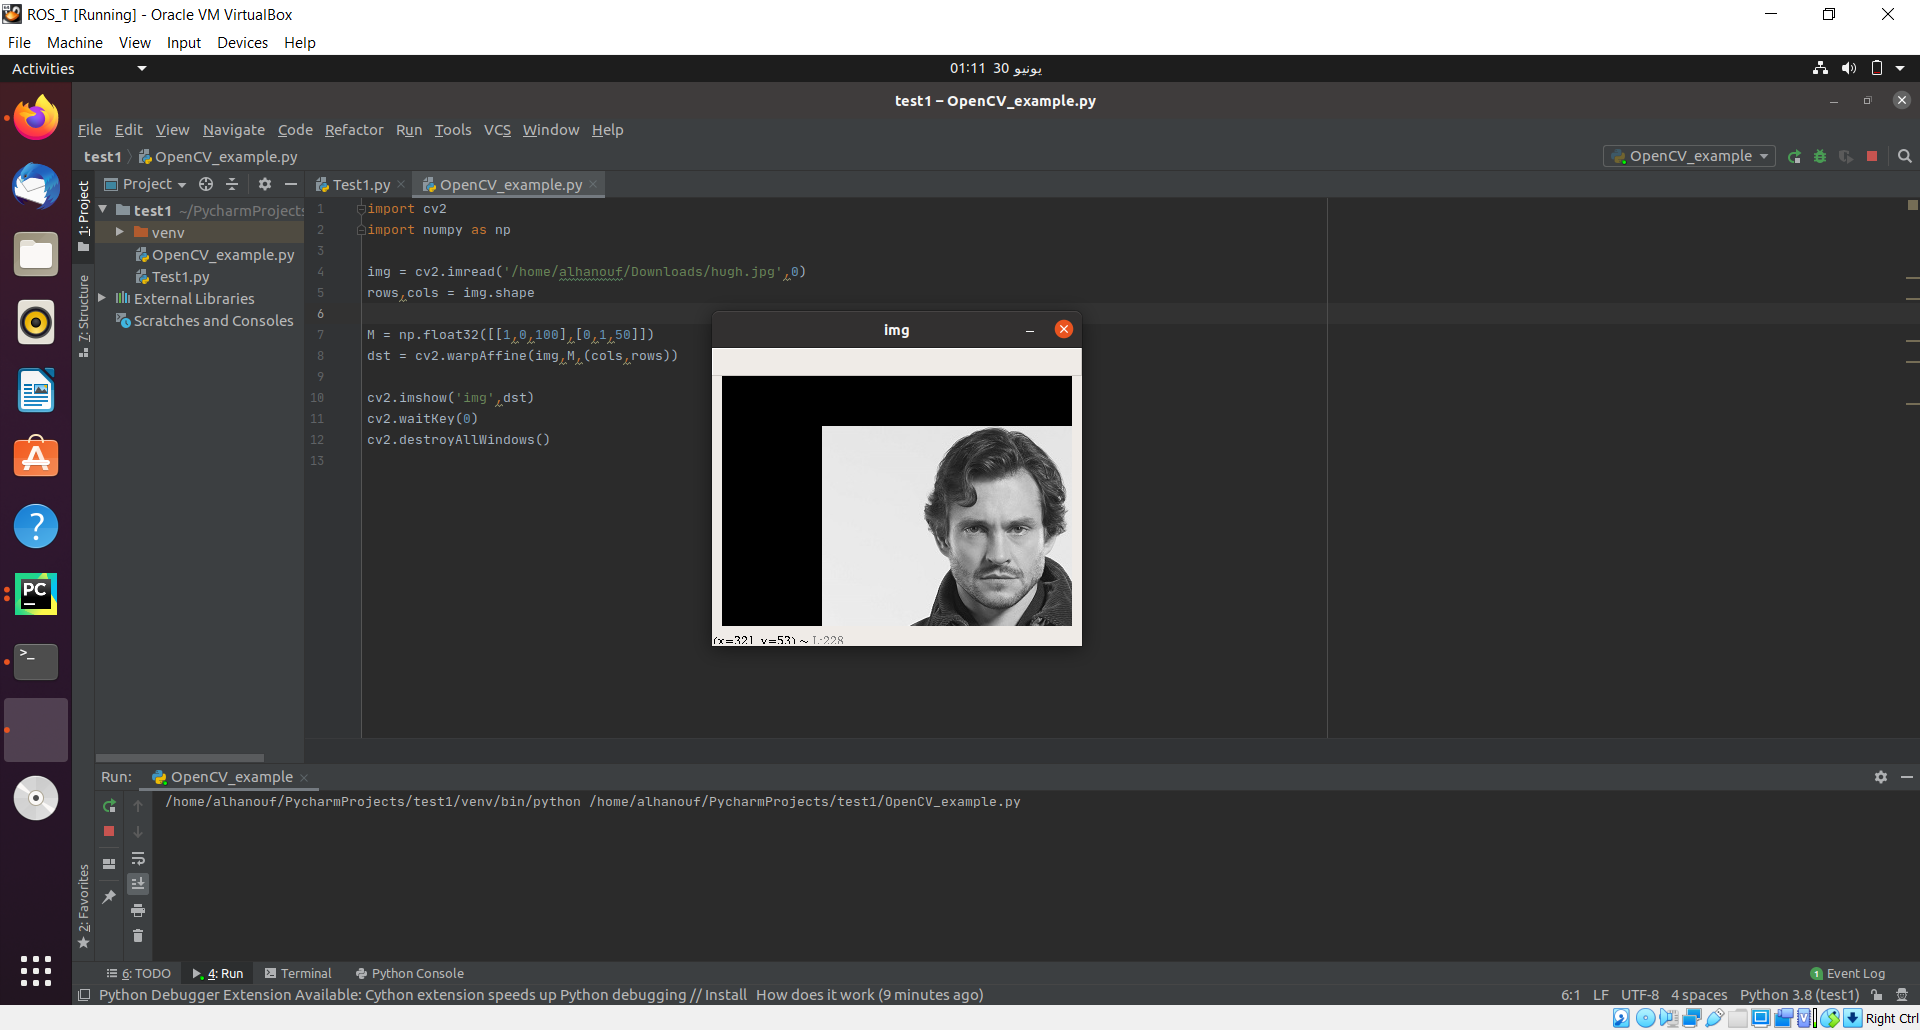 ROS_T [Running] - Oracle VM VirtualBox
File Machine View Input Devices Help
Activities
01:11 30 يونيو
test1 – OpenCV_example.py
File Edit View Navigate Code Refactor Run Tools VCS Window Help
test1 OpenCV_example.py
OpenCV_example
Project
Test1.py
OpenCV_example.py
1: Project
test1 ~/PycharmProjects
venv
OpenCV_example.py
Test1.py
External Libraries
Scratches and Consoles
7: Structure
1 import cv2
2 import numpy as np
3
4 img = cv2.imread('/home/alhanouf/Downloads/hugh.jpg',0)
5 rows,cols = img.shape
6
7 M = np.float32([[1,0,100],[0,1,50]])
8 dst = cv2.warpAffine(img,M,(cols,rows))
9
10 cv2.imshow('img',dst)
11 cv2.waitKey(0)
12 cv2.destroyAllWindows()
13
img
(x=321, y=53) ~ L:228
PC
Run: OpenCV_example
/home/alhanouf/PycharmProjects/test1/venv/bin/python /home/alhanouf/PycharmProjects/test1/OpenCV_example.py
2: Favorites
6: TODO 4: Run Terminal Python Console
1 Event Log
Python Debugger Extension Available: Cython extension speeds up Python debugging // Install How does it work (9 minutes ago)
6:1 LF UTF-8 4 spaces Python 3.8 (test1)
Right Ctrl